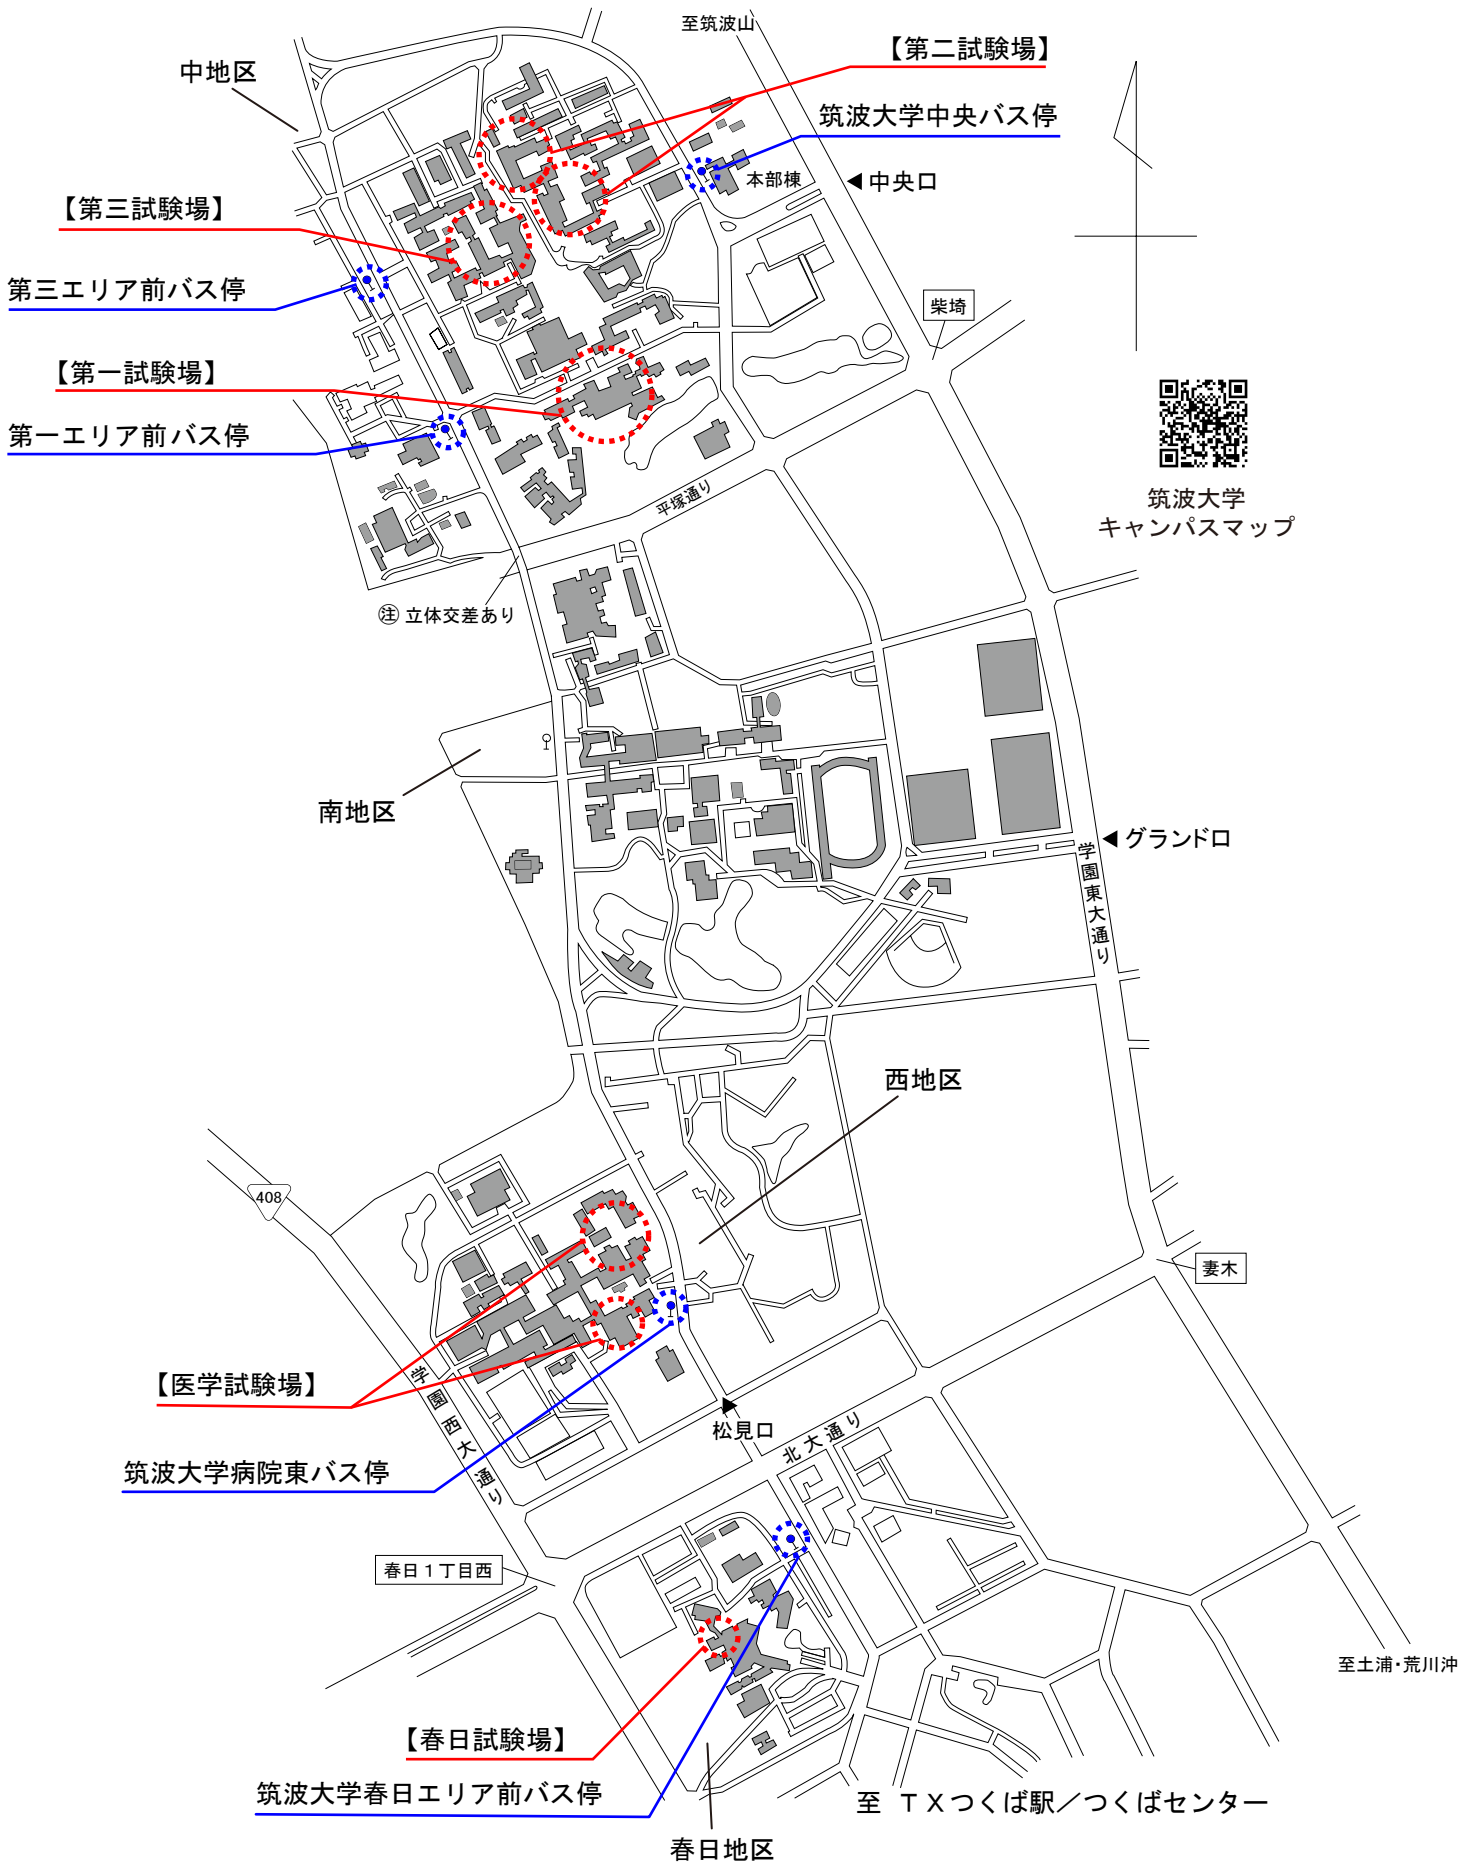 至筑波山
【第二試験場】
中地区
筑波大学中央バス停
本部棟
中央口
【第三試験場】
第三エリア前バス停
柴埼
【第一試験場】
第一エリア前バス停
平塚通り
筑波大学
キャンパスマップ
㊟ 立体交差あり
南地区
グランド口
学園東大通り
西地区
408
妻木
【医学試験場】
学園西大通り
松見口
北大通り
筑波大学病院東バス停
春日１丁目西
至土浦・荒川沖
【春日試験場】
筑波大学春日エリア前バス停
至 ＴＸつくば駅／つくばセンター
春日地区